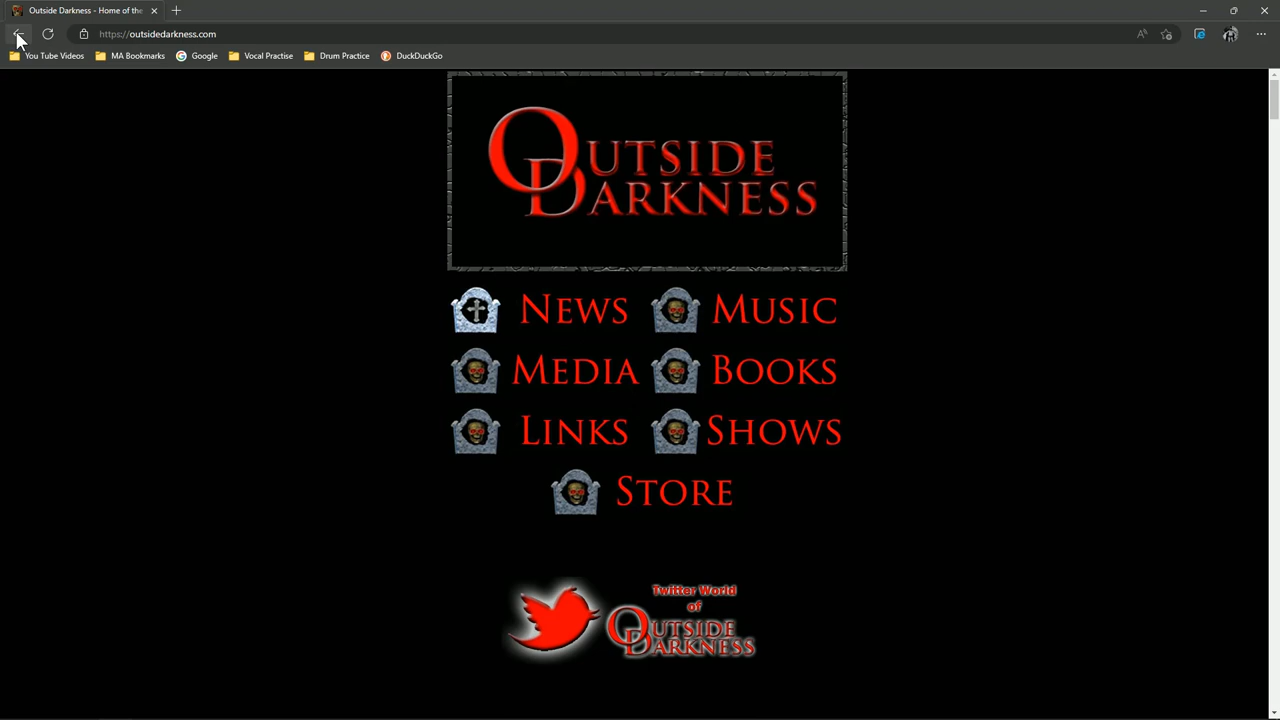 Outside Darkness - Home of the
https://outsidedarkness.com
You Tube Videos
MA Bookmarks
Google
Vocal Practise
Drum Practice
DuckDuckGo
OUTSIDE
DARKNESS
NEWS
MUSIC
MEDIA
BOOKS
LINKS
SHOWS
STORE
Twitter World
of
OUTSIDE
DARKNESS